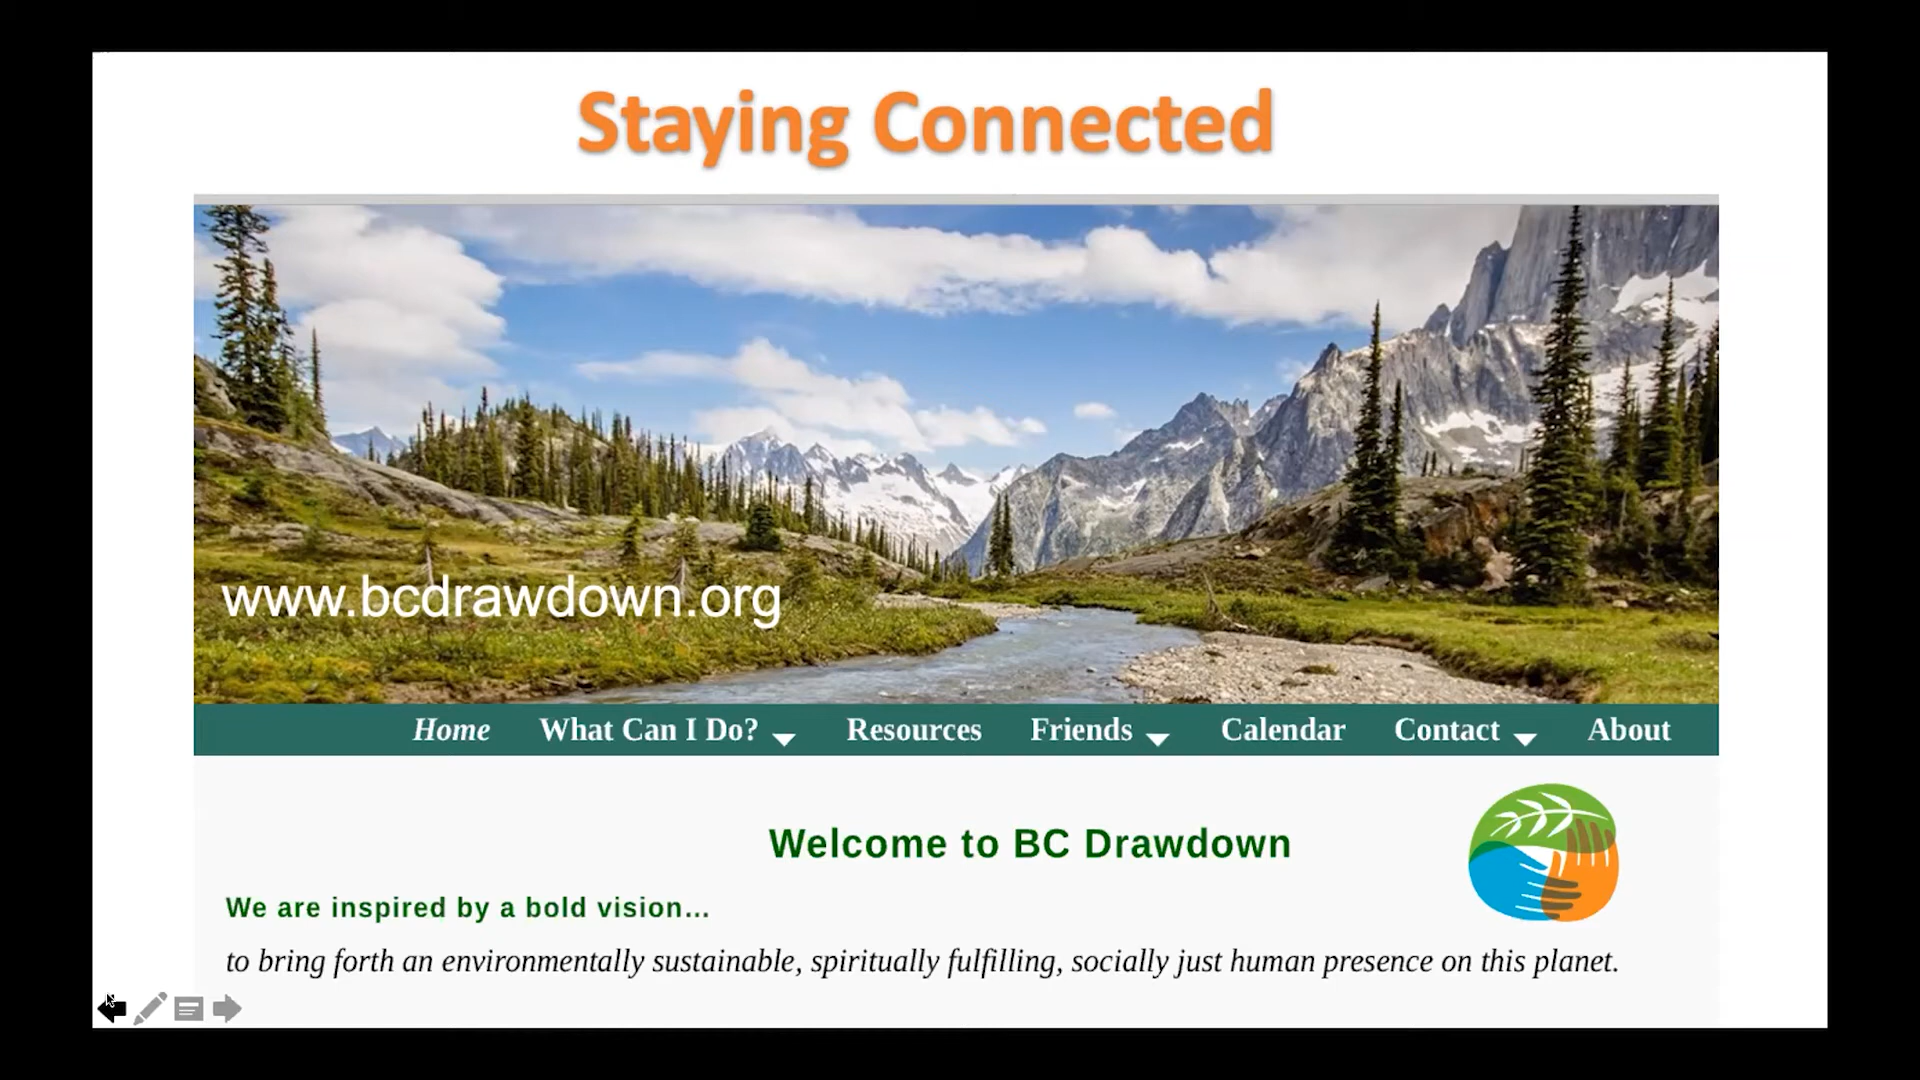 Staying Connected
www.bcdrawdown.org
Home What Can I Do? Resources Friends Calendar Contact About
Welcome to BC Drawdown
We are inspired by a bold vision...
to bring forth an environmentally sustainable, spiritually fulfilling, socially just human presence on this planet.